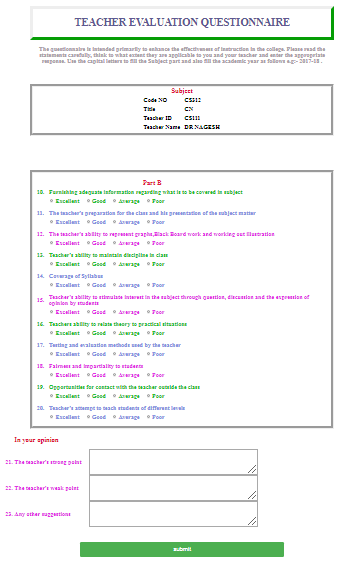 TEACHER EVALUATION QUESTIONNAIRE
The questionnaire is intended primarily to enhance the effectiveness of instruction in the college. Please read the
statements carefully, think to what extent they are applicable to you and your teacher and enter the appropriate
response. Use the capital letters to fill the Subject part and also fill the academic year as follows e.g:- 2017-18 .
Subject
Code NO CS312
Title CN
Teacher ID CS111
Teacher Name DR NAGESH
Part B
10. Furnishing adequate information regarding what is to be covered in subject
Excellent Good Average Poor
11. The teacher's preparation for the class and his presentation of the subject matter
Excellent Good Average Poor
12. The teacher's ability to represent graphs,Black Board work and working out illustration
Excellent Good Average Poor
13. Teacher's ability to maintain discipline in class
Excellent Good Average Poor
14. Coverage of Syllabus
Excellent Good Average Poor
15. Teacher's ability to stimulate interest in the subject through question, discussion and the expression of
opinion by students
Excellent Good Average Poor
16. Teachers ability to relate theory to practical situations
Excellent Good Average Poor
17. Testing and evaluation methods used by the teacher
Excellent Good Average Poor
18. Fairness and impartiality to students
Excellent Good Average Poor
19. Opportunities for contact with the teacher outside the class
Excellent Good Average Poor
20. Teacher's attempt to teach students of different levels
Excellent Good Average Poor
In your opinion
21. The teacher's strong point
22. The teacher's weak point
23. Any other suggestions
submit